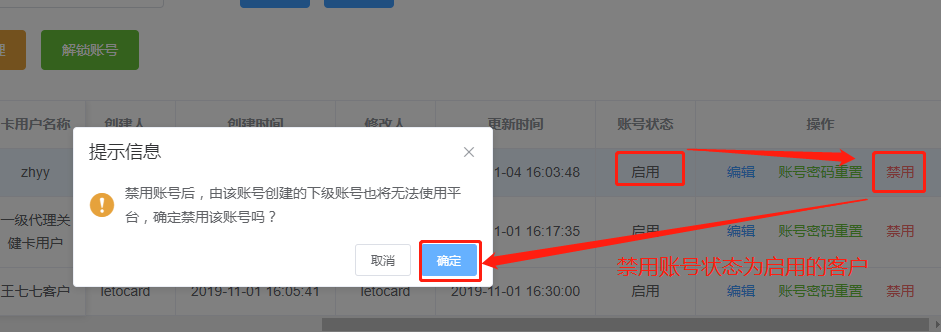 理
解锁账号
卡用户名称 创建人 创建时间 修改人 更新时间 账号状态 操作
提示信息
zhyy
-11-04 16:03:48 启用 编辑 账号密码重置 禁用
禁用账号后，由该账号创建的下级账号也将无法使用平
台，确定禁用该账号吗？
一级代理关
健卡用户
-11-01 16:17:35 启用 编辑 账号密码重置 禁用
取消 确定
禁用账号状态为启用的客户
王七七客户 letocard 2019-11-01 16:05:41 letocard 2019-11-01 16:30:00 启用 编辑 账号密码重置 禁用